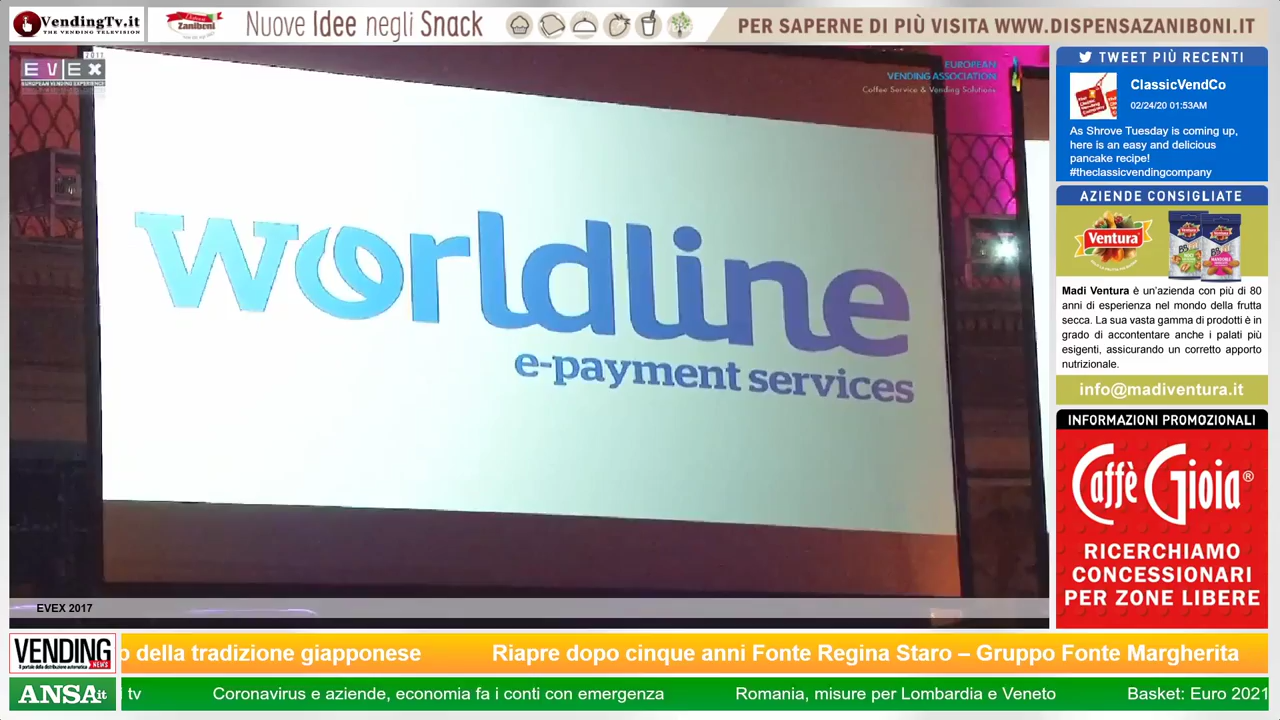 VendingTv.it
THE VENDING TELEVISION
Zaniboni
Nuove Idee negli Snack
PER SAPERNE DI PIÙ VISITA WWW.DISPENSAZANIBONI.IT
2017
EVEX
EUROPEAN VENDING EXPERIENCE
EUROPEAN
VENDING ASSOCIATION
Coffee Service & Vending Solutions
worldline
e-payment services
EVEX 2017
TWEET PIÙ RECENTI
ClassicVendCo
02/24/20 01:53AM
As Shrove Tuesday is coming up,
here is an easy and delicious
pancake recipe!
#theclassicvendingcompany
AZIENDE CONSIGLIATE
Ventura
Madi Ventura è un'azienda con più di 80
anni di esperienza nel mondo della frutta
secca. La sua vasta gamma di prodotti è in
grado di accontentare anche i palati più
esigenti, assicurando un corretto apporto
nutrizionale.
info@madiventura.it
INFORMAZIONI PROMOZIONALI
Caffè Gioia®
RICERCHIAMO
CONCESSIONARI
PER ZONE LIBERE
VENDING NEWS
Il portale della distribuzione automatica
o della tradizione giapponese Riapre dopo cinque anni Fonte Regina Staro – Gruppo Fonte Margherita
ANSA.it
tv Coronavirus e aziende, economia fa i conti con emergenza Romania, misure per Lombardia e Veneto Basket: Euro 2021